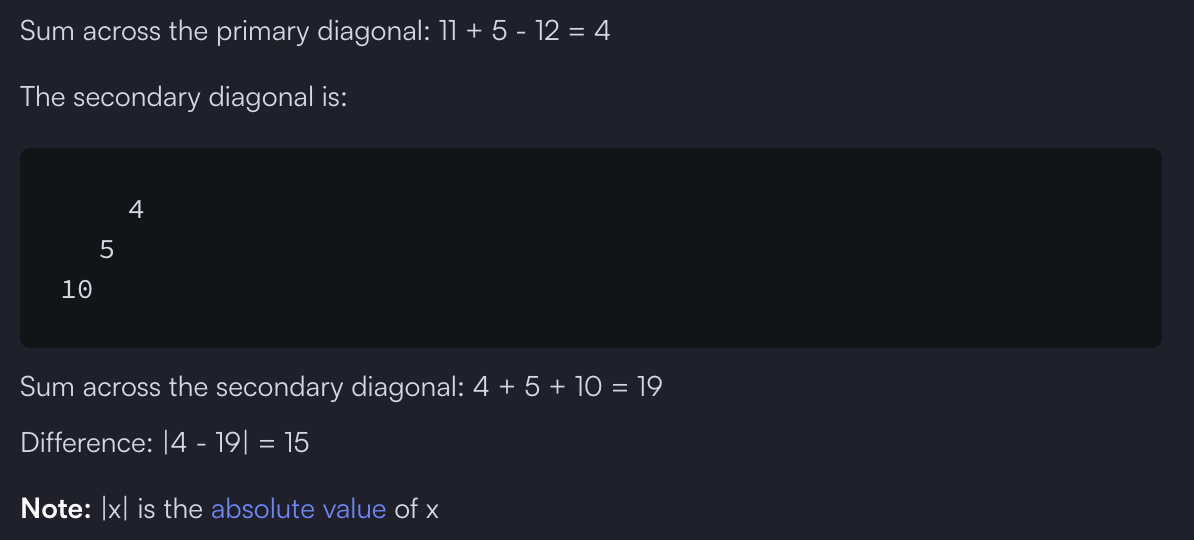 Sum across the primary diagonal: 11 + 5 - 12 = 4
The secondary diagonal is:
4
5
10
Sum across the secondary diagonal: 4 + 5 + 10 = 19
Difference: |4 - 19| = 15
Note: |x| is the absolute value of x